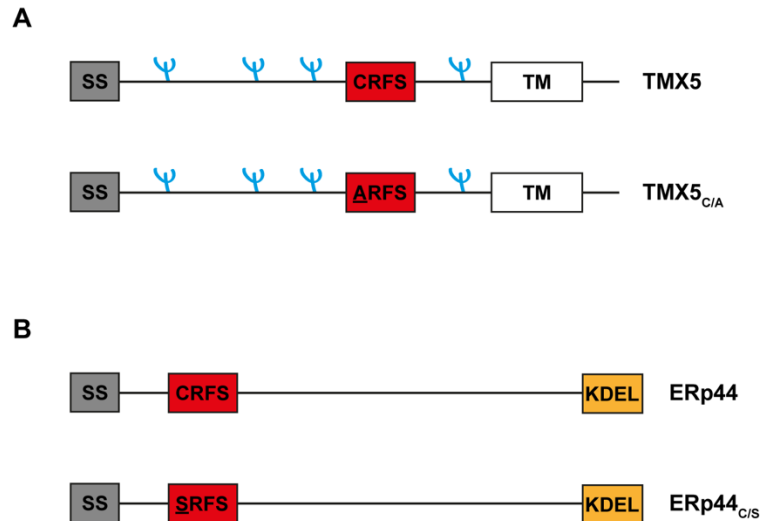 A
SS CRFS TM TMX5
SS ARFS TM TMX5C/A
B
SS CRFS KDEL ERp44
SS SRFS KDEL ERp44C/S